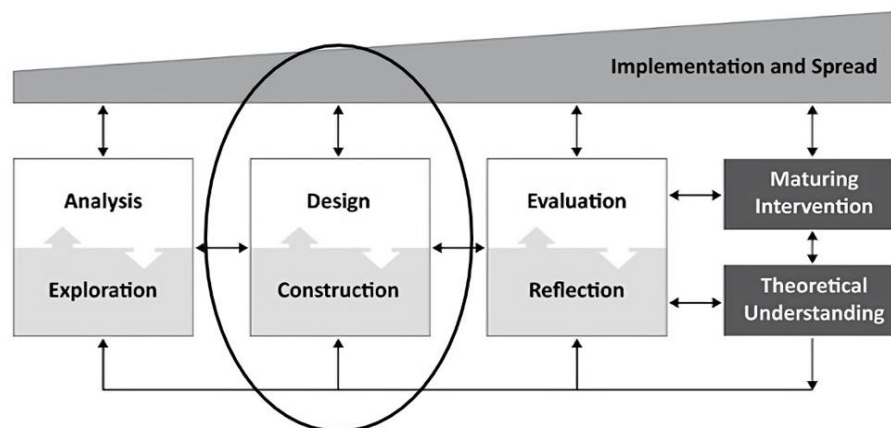 Implementation and Spread
Analysis
Exploration
Design
Construction
Evaluation
Reflection
Maturing
Intervention
Theoretical
Understanding